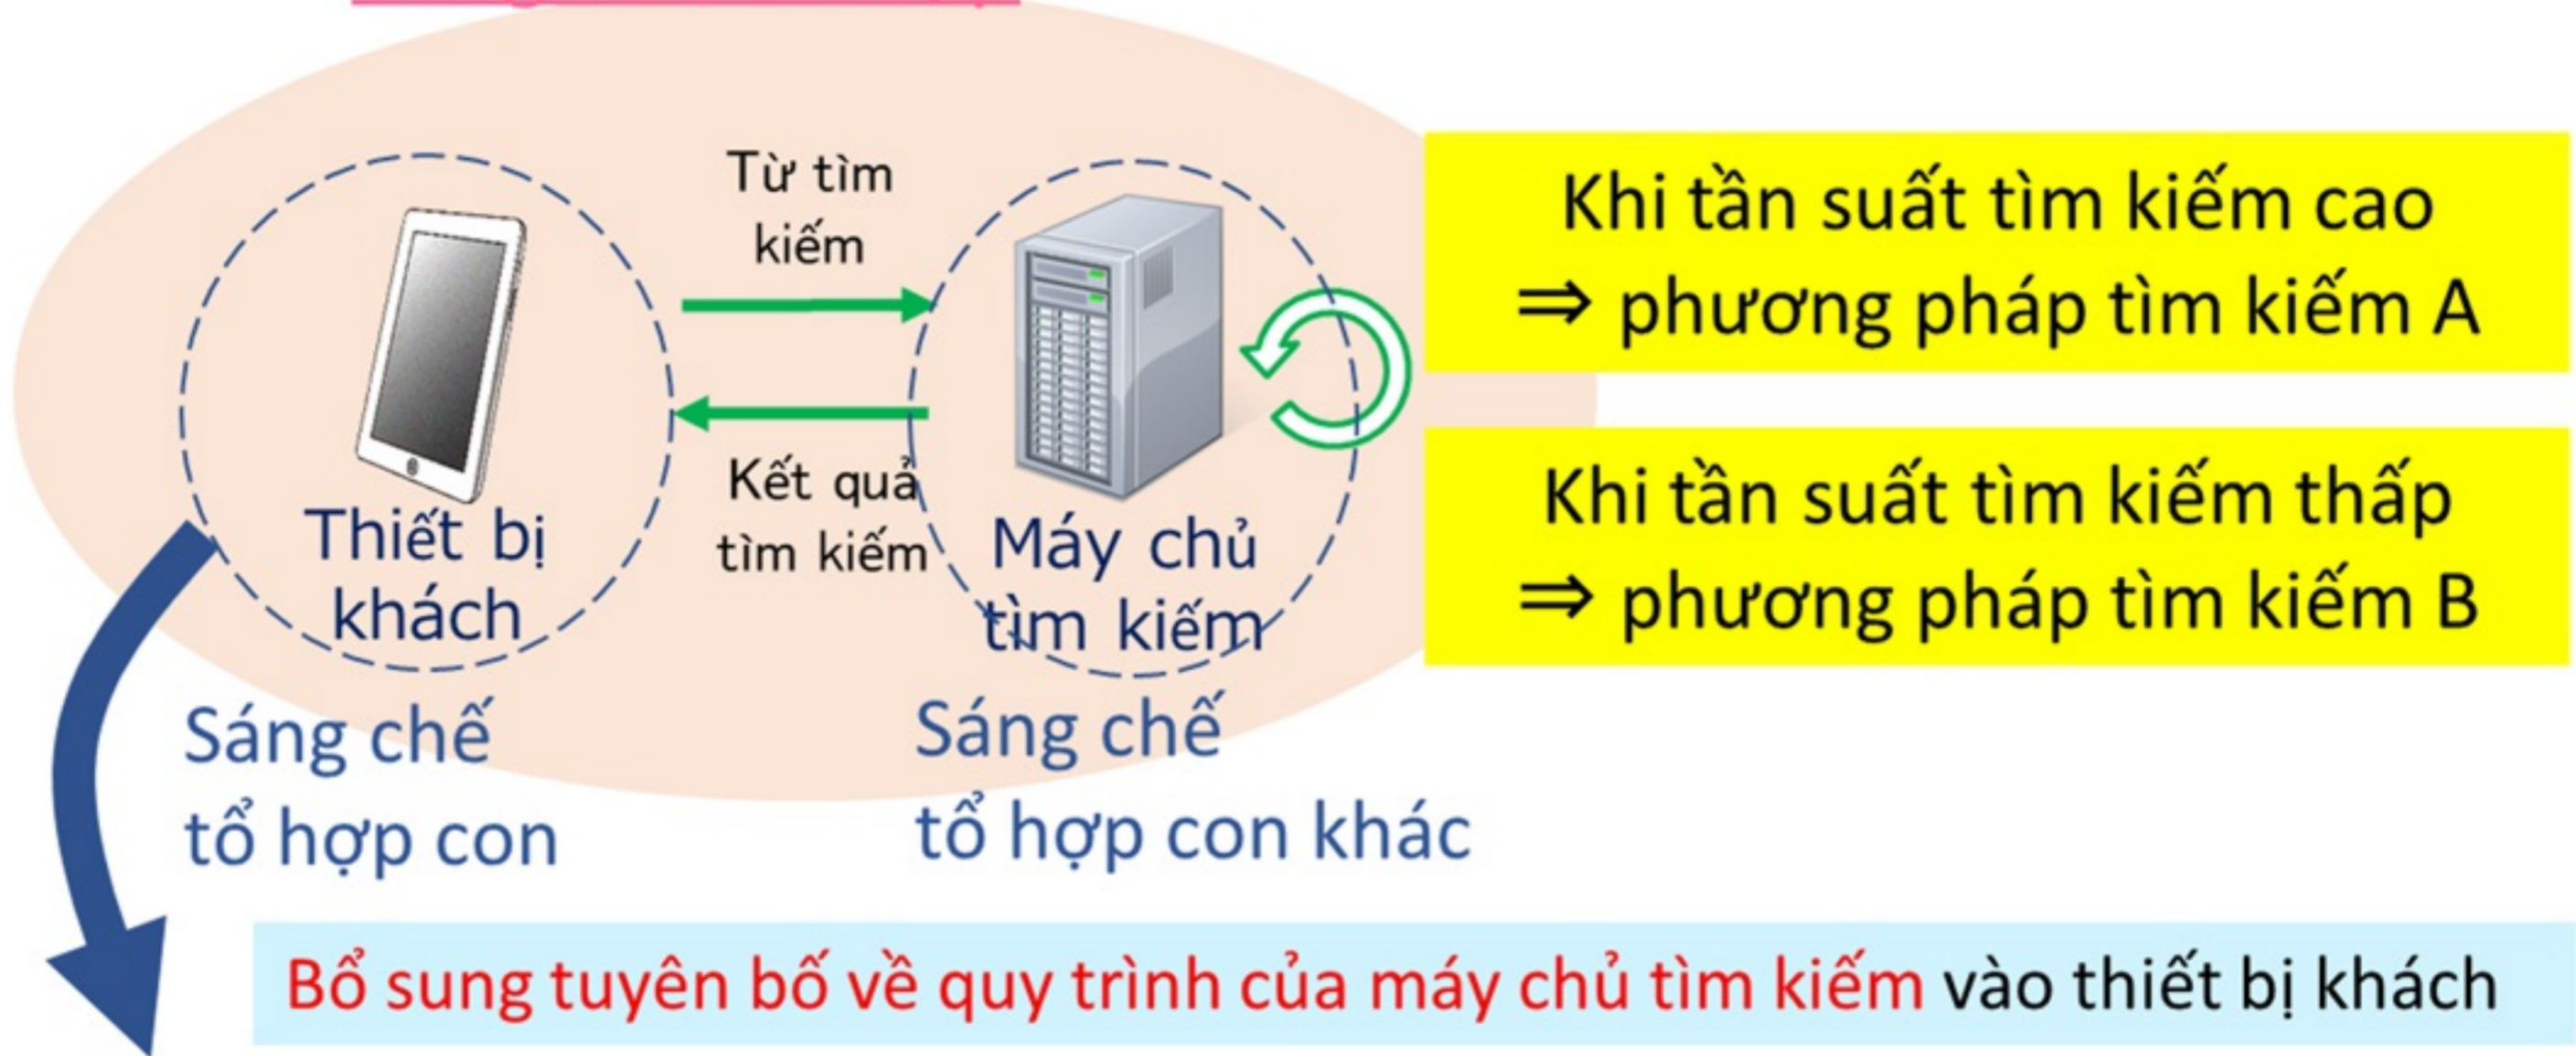 Từ tìm
kiếm
Kết quả
tìm kiếm
Thiết bị
khách
Máy chủ
tìm kiếm
Khi tần suất tìm kiếm cao
⇒ phương pháp tìm kiếm A
Khi tần suất tìm kiếm thấp
⇒ phương pháp tìm kiếm B
Sáng chế
tổ hợp con
Sáng chế
tổ hợp con khác
Bổ sung tuyên bố về quy trình của máy chủ tìm kiếm vào thiết bị khách